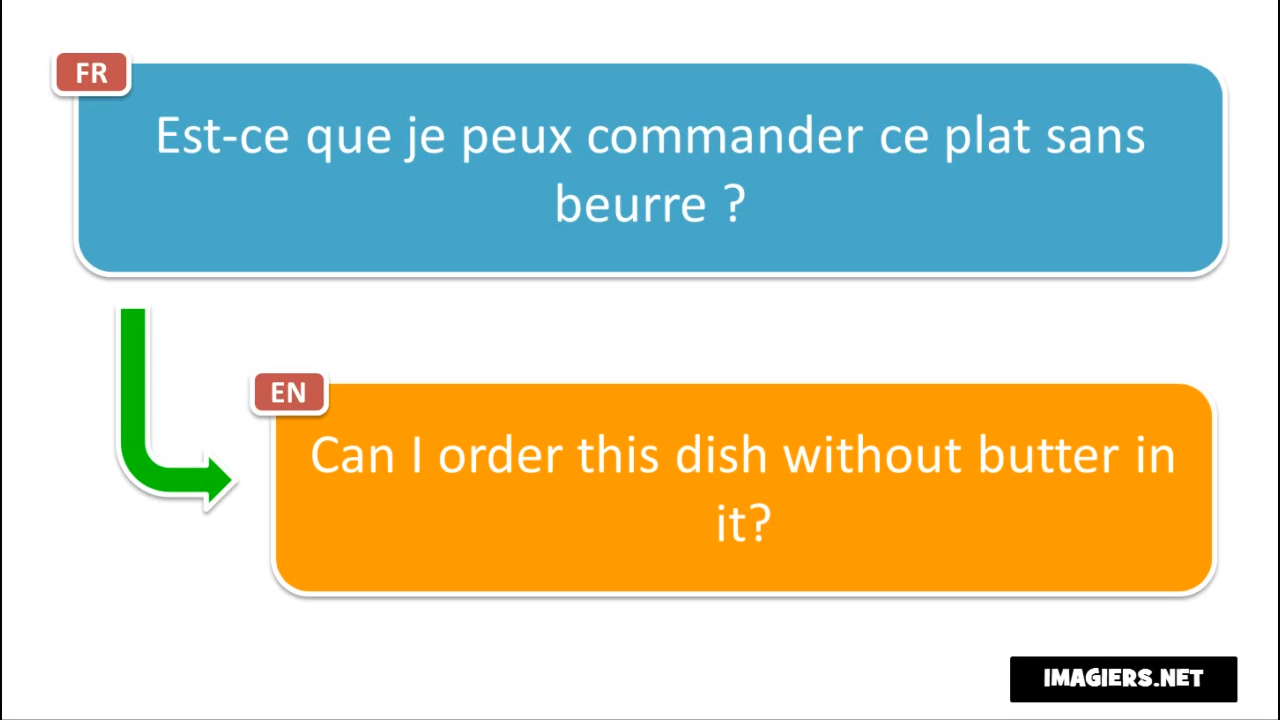 FR
Est-ce que je peux commander ce plat sans
beurre ?
EN
Can I order this dish without butter in
it?
IMAGIERS.NET